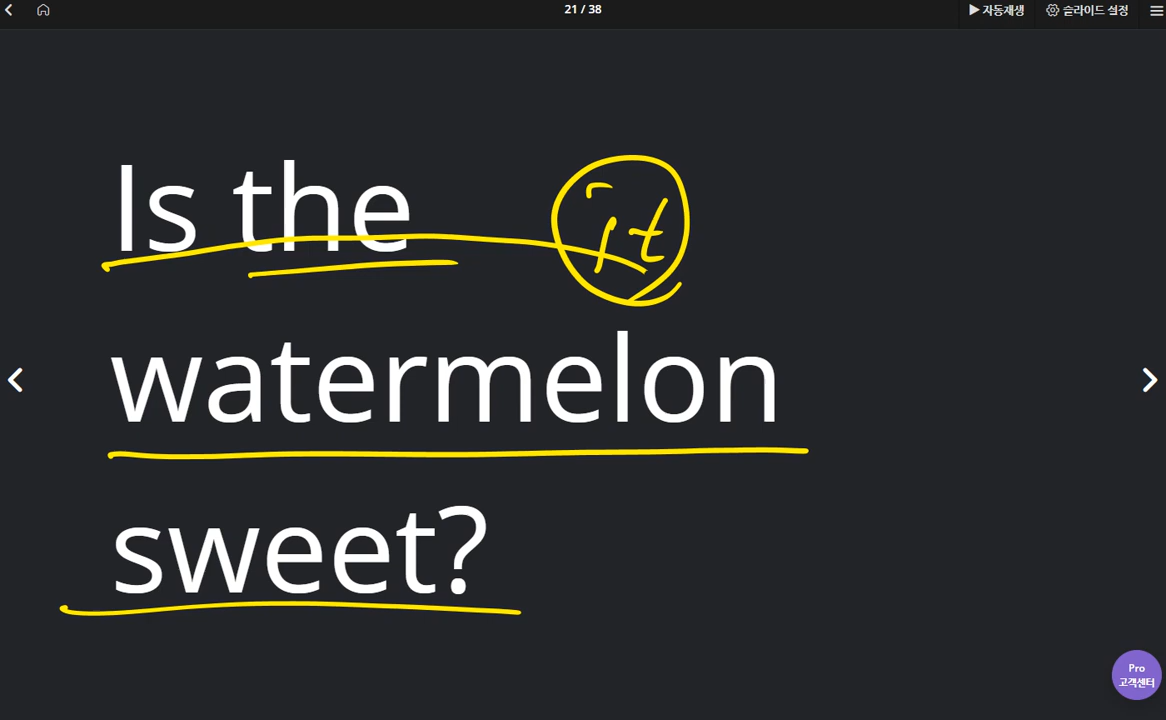 21 / 38
▶ 자동재생
슬라이드 설정
Is the
It
watermelon
sweet?
Pro
고객센터